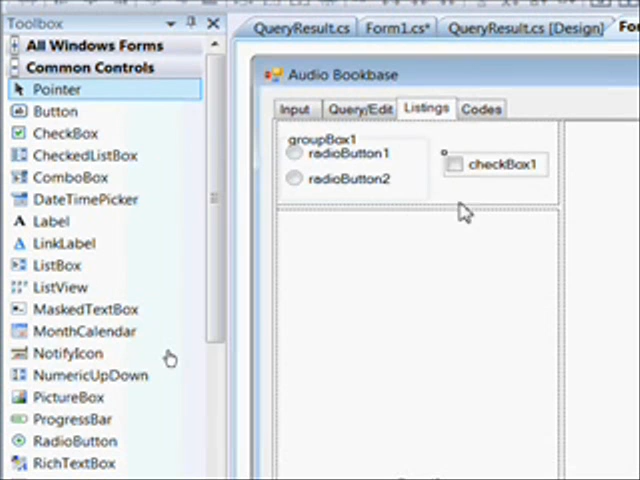 Toolbox
All Windows Forms
Common Controls
Pointer
Button
CheckBox
CheckedListBox
ComboBox
DateTimePicker
Label
LinkLabel
ListBox
ListView
MaskedTextBox
MonthCalendar
NotifyIcon
NumericUpDown
PictureBox
ProgressBar
RadioButton
RichTextBox
QueryResult.cs Form1.cs* QueryResult.cs [Design]
Audio Bookbase
Input Query/Edit Listings Codes
groupBox1
radioButton1
radioButton2
checkBox1